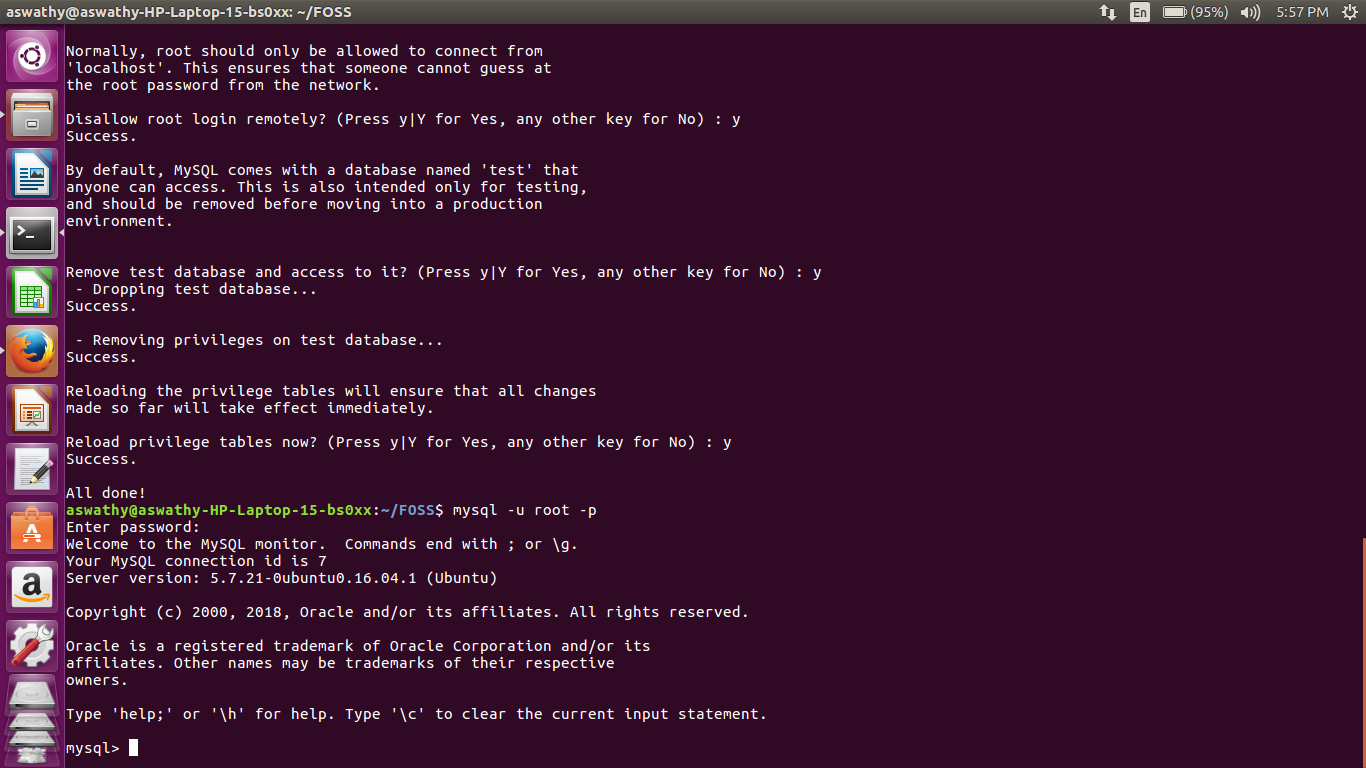 aswathy@aswathy-HP-Laptop-15-bs0xx: ~/FOSS
En (95%) 5:57 PM
Normally, root should only be allowed to connect from
'localhost'. This ensures that someone cannot guess at
the root password from the network.
Disallow root login remotely? (Press y|Y for Yes, any other key for No) : y
Success.
By default, MySQL comes with a database named 'test' that
anyone can access. This is also intended only for testing,
and should be removed before moving into a production
environment.
Remove test database and access to it? (Press y|Y for Yes, any other key for No) : y
 - Dropping test database...
Success.
 - Removing privileges on test database...
Success.
Reloading the privilege tables will ensure that all changes
made so far will take effect immediately.
Reload privilege tables now? (Press y|Y for Yes, any other key for No) : y
Success.
All done!
aswathy@aswathy-HP-Laptop-15-bs0xx:~/FOSS$ mysql -u root -p
Enter password:
Welcome to the MySQL monitor.  Commands end with ; or \g.
Your MySQL connection id is 7
Server version: 5.7.21-0ubuntu0.16.04.1 (Ubuntu)
Copyright (c) 2000, 2018, Oracle and/or its affiliates. All rights reserved.
Oracle is a registered trademark of Oracle Corporation and/or its
affiliates. Other names may be trademarks of their respective
owners.
Type 'help;' or '\h' for help. Type '\c' to clear the current input statement.
mysql>